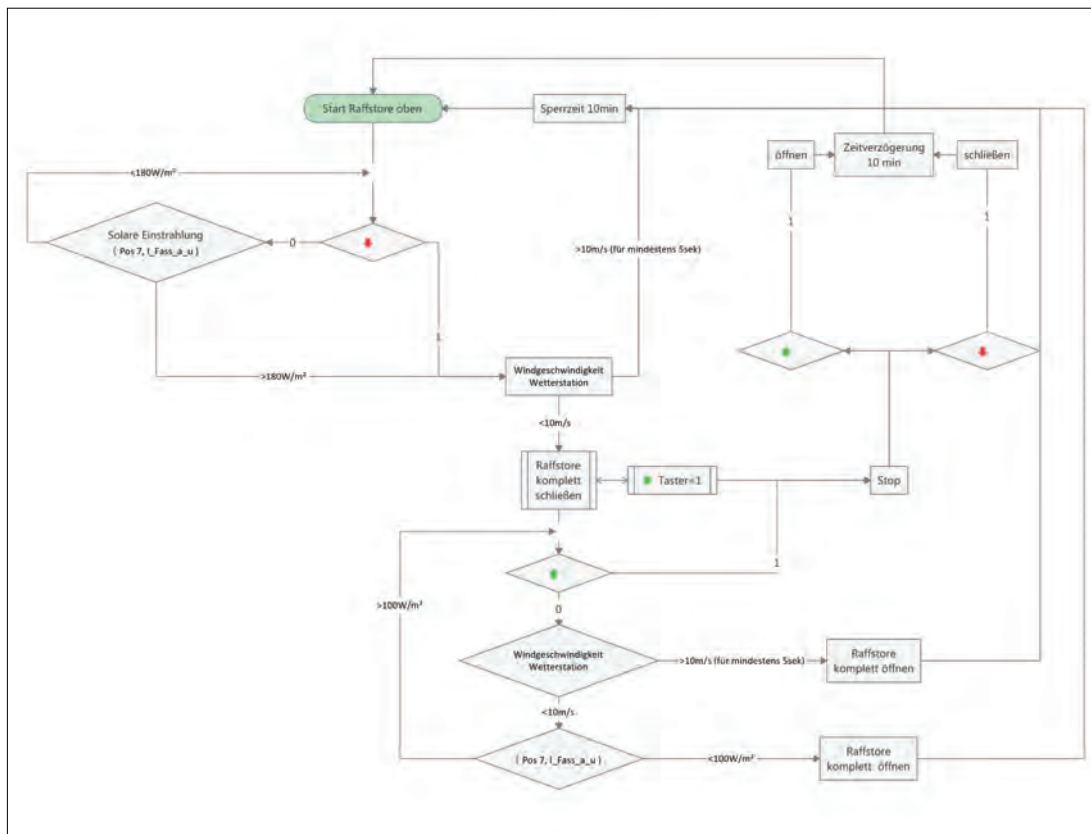 Start Raffstore oben
Sperrzeit 10min
öffnen
Zeitverzögerung
10 min
schließen
<180W/m²
Solare Einstrahlung
( Pos 7, I_Fass_a_u )
0
1
1
1
>10m/s (für mindestens 5sek)
>180W/m²
Windgeschwindigkeit
Wetterstation
<10m/s
Raffstore
komplett
schließen
Taster=1
Stop
1
>100W/m²
0
Windgeschwindigkeit
Wetterstation
>10m/s (für mindestens 5sek)
Raffstore
komplett öffnen
<10m/s
( Pos 7, I_Fass_a_u )
<100W/m²
Raffstore
komplett öffnen